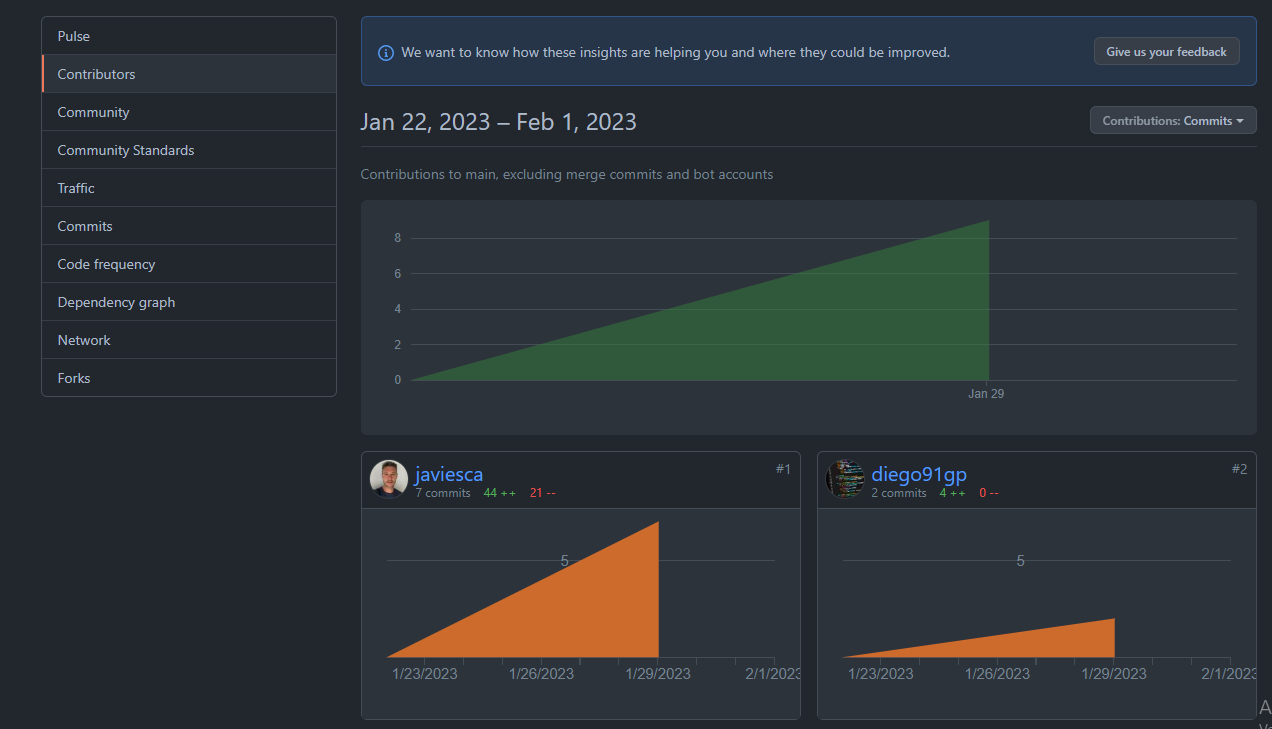 Pulse
Contributors
Community
Community Standards
Traffic
Commits
Code frequency
Dependency graph
Network
Forks
We want to know how these insights are helping you and where they could be improved.
Give us your feedback
Jan 22, 2023 – Feb 1, 2023
Contributions: Commits
Contributions to main, excluding merge commits and bot accounts
8
6
4
2
0
Jan 29
javiesca
#1
7 commits 44 ++ 21 --
5
1/23/2023 1/26/2023 1/29/2023 2/1/2023
diego91gp
#2
2 commits 4 ++ 0 --
5
1/23/2023 1/26/2023 1/29/2023 2/1/2023
A